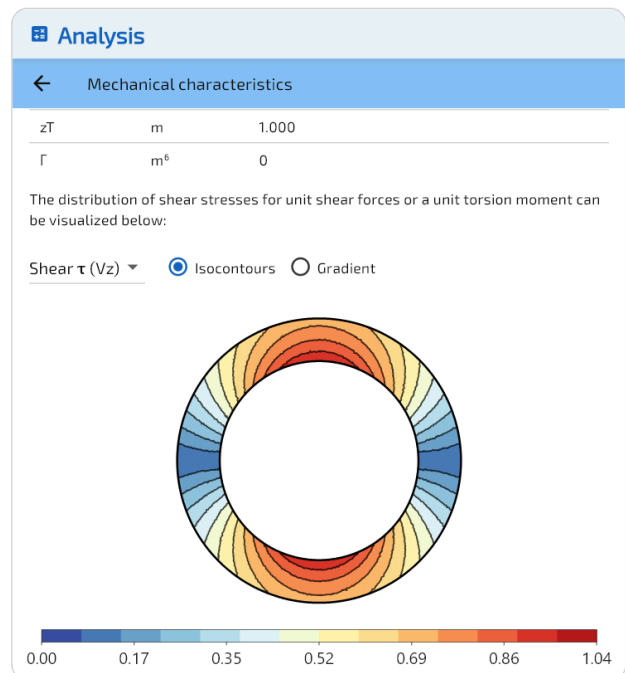 Analysis
Mechanical characteristics
zT m 1.000
Γ m⁶ 0
The distribution of shear stresses for unit shear forces or a unit torsion moment can
be visualized below:
Shear τ (Vz) Isocontours Gradient
0.00 0.17 0.35 0.52 0.69 0.86 1.04